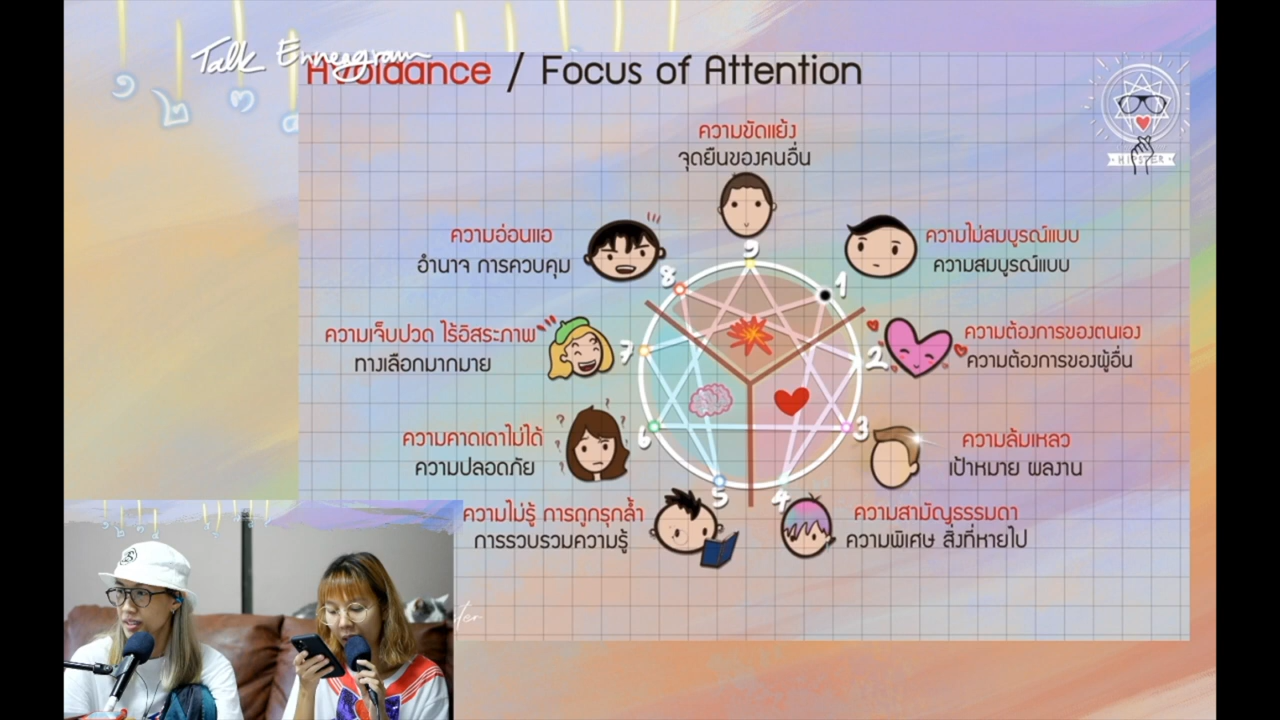 Talk Enneagram
Avoidance / Focus of Attention
๑ ๒ ๓
HIPSTER
ความขัดแย้ง
จุดยืนของคนอื่น
9
ความอ่อนแอ
อำนาจ การควบคุม
8
ความไม่สมบูรณ์แบบ
ความสมบูรณ์แบบ
1
ความเจ็บปวด ไร้อิสระภาพ
ทางเลือกมากมาย
7
ความต้องการของตนเอง
ความต้องการของผู้อื่น
2
ความคาดเดาไม่ได้
ความปลอดภัย
6
ความล้มเหลว
เป้าหมาย ผลงาน
3
ความไม่รู้ การถูกรุกล้ำ
การรวบรวมความรู้
5
ความสามัญธรรมดา
ความพิเศษ สิ่งที่หายไป
4